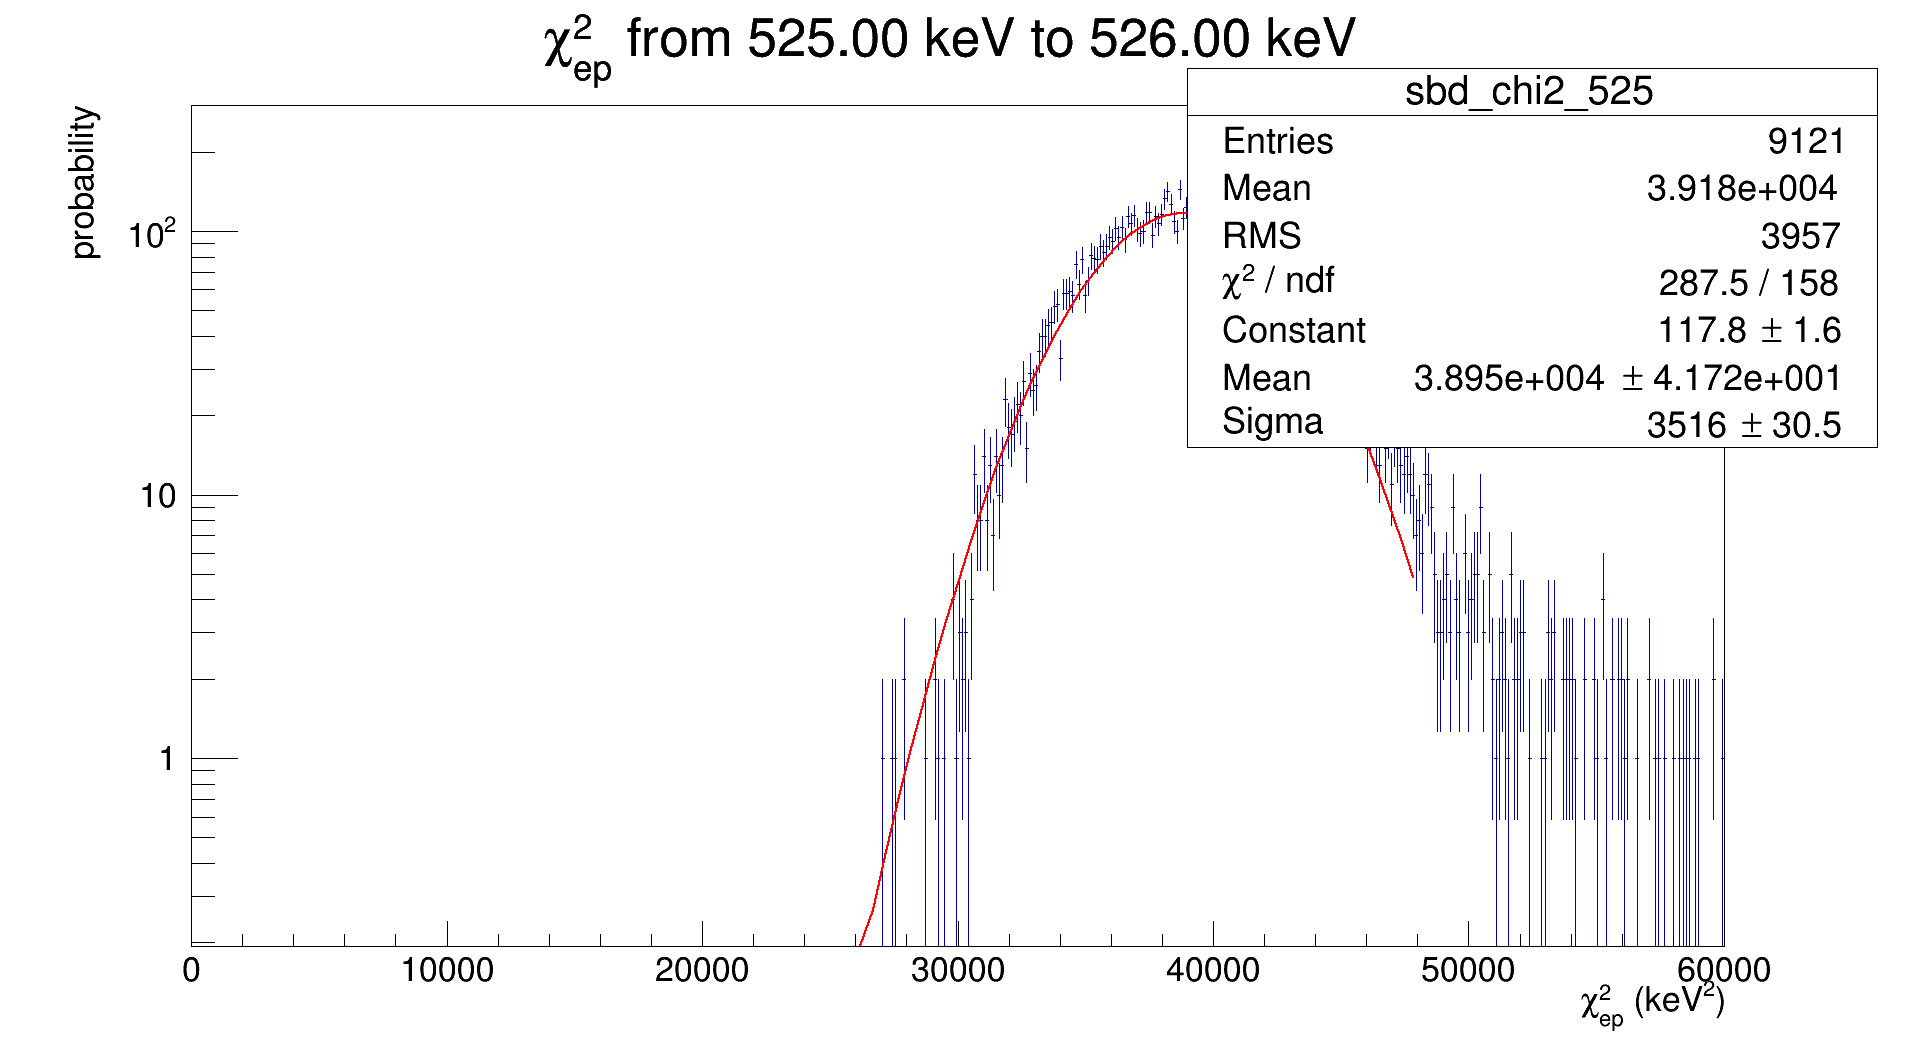 χ²ep from 525.00 keV to 526.00 keV
sbd_chi2_525
Entries 9121
Mean 3.918e+004
RMS 3957
χ² / ndf 287.5 / 158
Constant 117.8 ± 1.6
Mean 3.895e+004 ± 4.172e+001
Sigma 3516 ± 30.5
probability
10²
10
1
0 10000 20000 30000 40000 50000 60000
χ²ep (keV²)